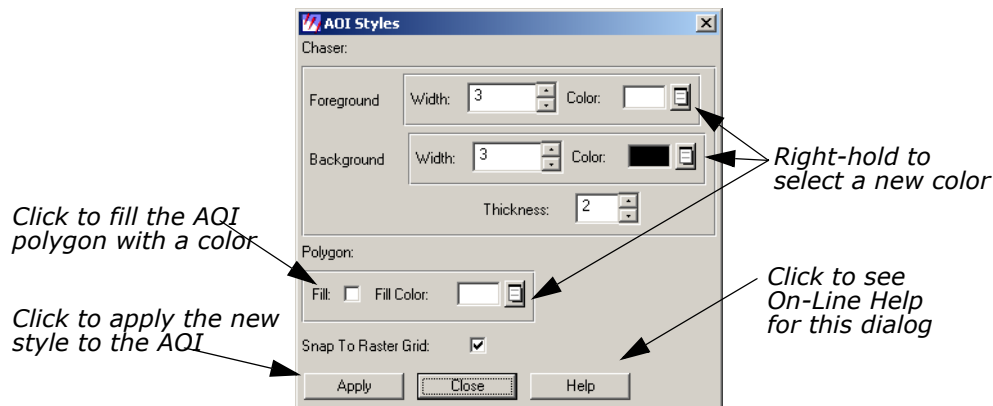 AOI Styles
Chaser:
Foreground Width: 3 Color:
Background Width: 3 Color:
Thickness: 2
Polygon:
Fill: Fill Color:
Snap To Raster Grid:
Apply Close Help
Click to fill the AOI
polygon with a color
Click to apply the new
style to the AOI
Right-hold to
select a new color
Click to see
On-Line Help
for this dialog